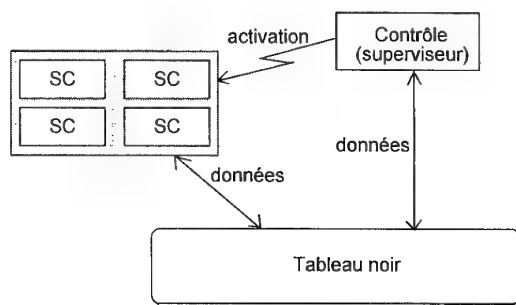 activation
Contrôle
(superviseur)
SC
SC
SC
SC
données
données
Tableau noir